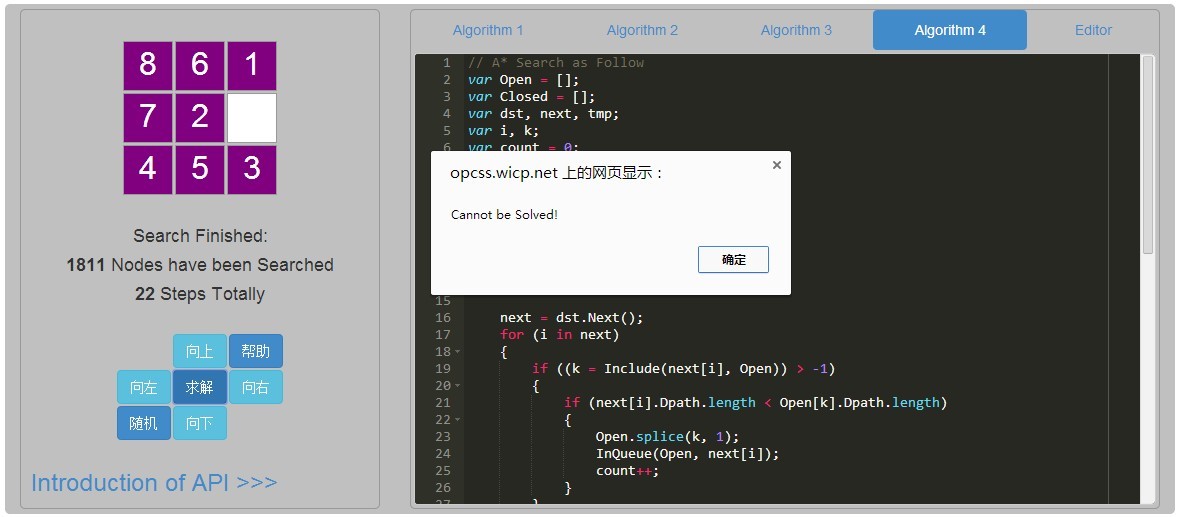 8 6 1
7 2
4 5 3
Search Finished:
1811 Nodes have been Searched
22 Steps Totally
向上 帮助
向左 求解 向右
随机 向下
Introduction of API >>>
Algorithm 1 Algorithm 2 Algorithm 3 Algorithm 4 Editor
1 // A* Search as Follow
2 var Open = [];
3 var Closed = [];
4 var dst, next, tmp;
5 var i, k;
6 var count = 0;
opcss.wicp.net 上的网页显示：
×
Cannot be Solved!
确定
15
16 next = dst.Next();
17 for (i in next)
18 {
19 if ((k = Include(next[i], Open)) > -1)
20 {
21 if (next[i].Dpath.length < Open[k].Dpath.length)
22 {
23 Open.splice(k, 1);
24 InQueue(Open, next[i]);
25 count++;
26 }
27 }